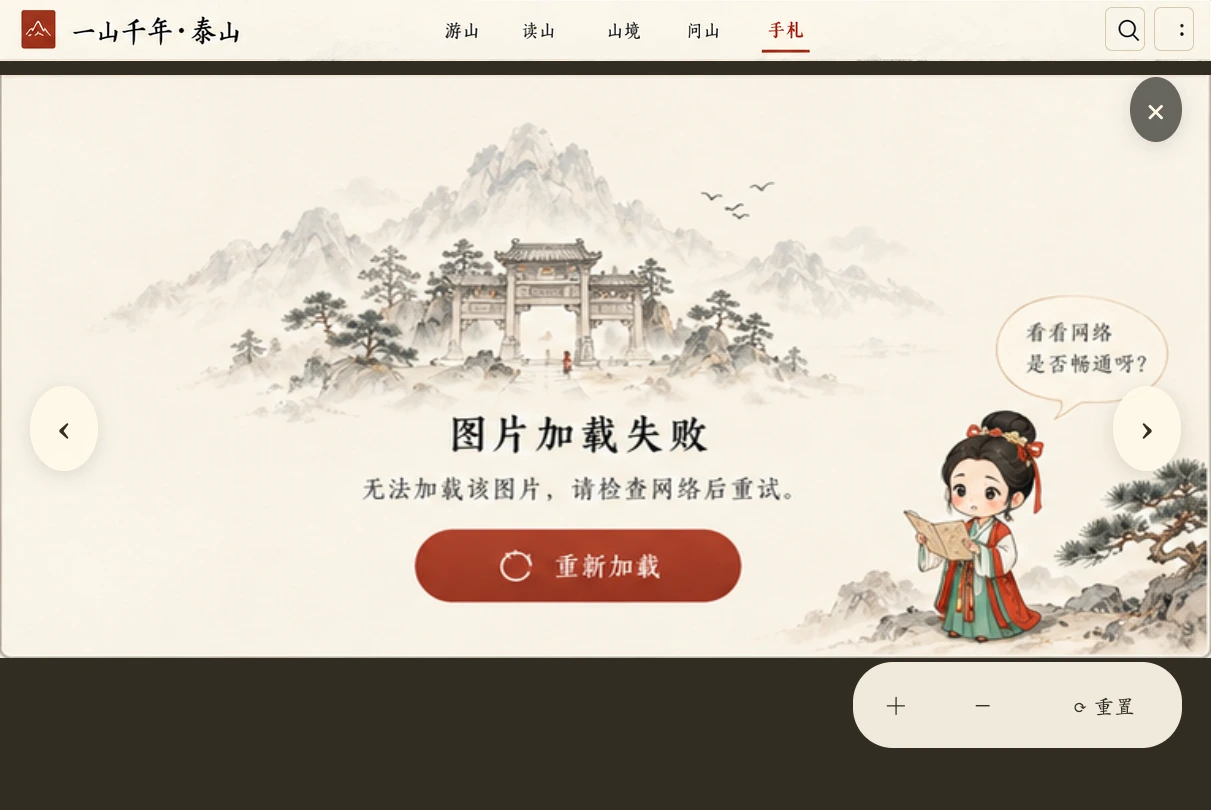 一山千年·泰山
游山 读山 山境 问山 手札
看看网络
是否畅通呀?
图片加载失败
无法加载该图片，请检查网络后重试。
重新加载
重置